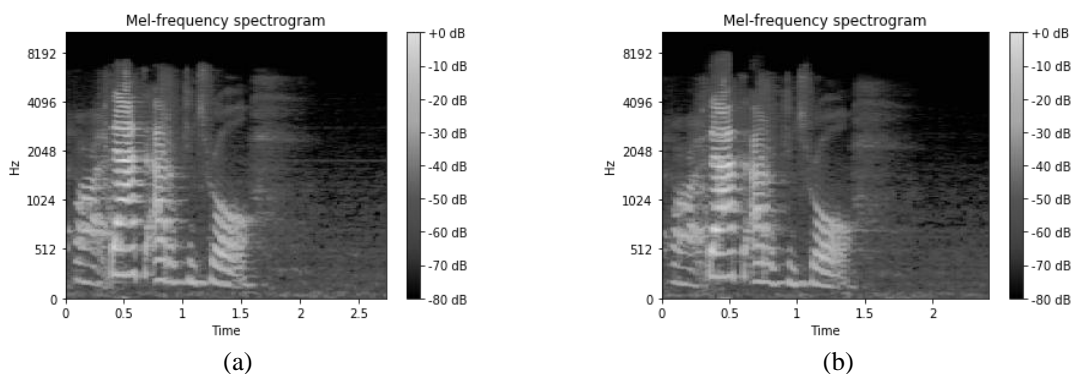 Mel-frequency spectrogram
8192
4096
2048
1024
512
0
Hz
0 0.5 1 1.5 2 2.5
Time
+0 dB
-10 dB
-20 dB
-30 dB
-40 dB
-50 dB
-60 dB
-70 dB
-80 dB
(a)
Mel-frequency spectrogram
8192
4096
2048
1024
512
0
Hz
0 0.5 1 1.5 2
Time
+0 dB
-10 dB
-20 dB
-30 dB
-40 dB
-50 dB
-60 dB
-70 dB
-80 dB
(b)